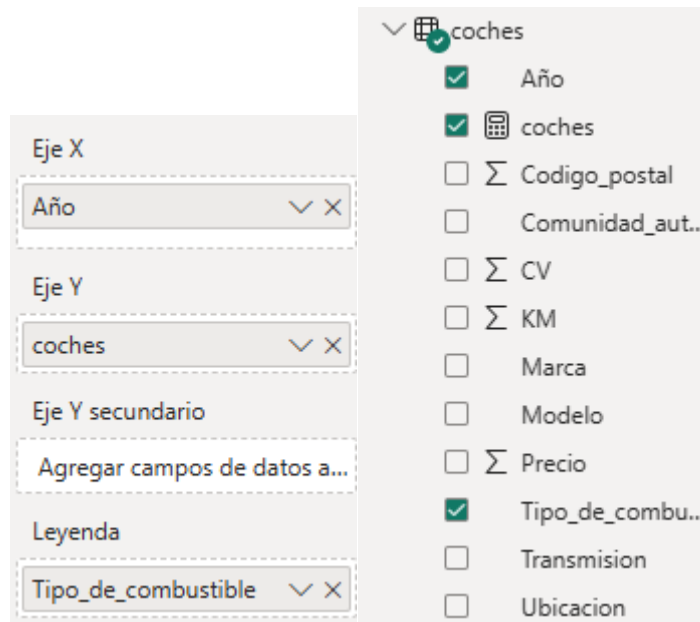 Eje X
Año
Eje Y
coches
Eje Y secundario
Agregar campos de datos a...
Leyenda
Tipo_de_combustible
coches
Año
coches
Codigo_postal
Comunidad_aut..
CV
KM
Marca
Modelo
Precio
Tipo_de_combu..
Transmision
Ubicacion